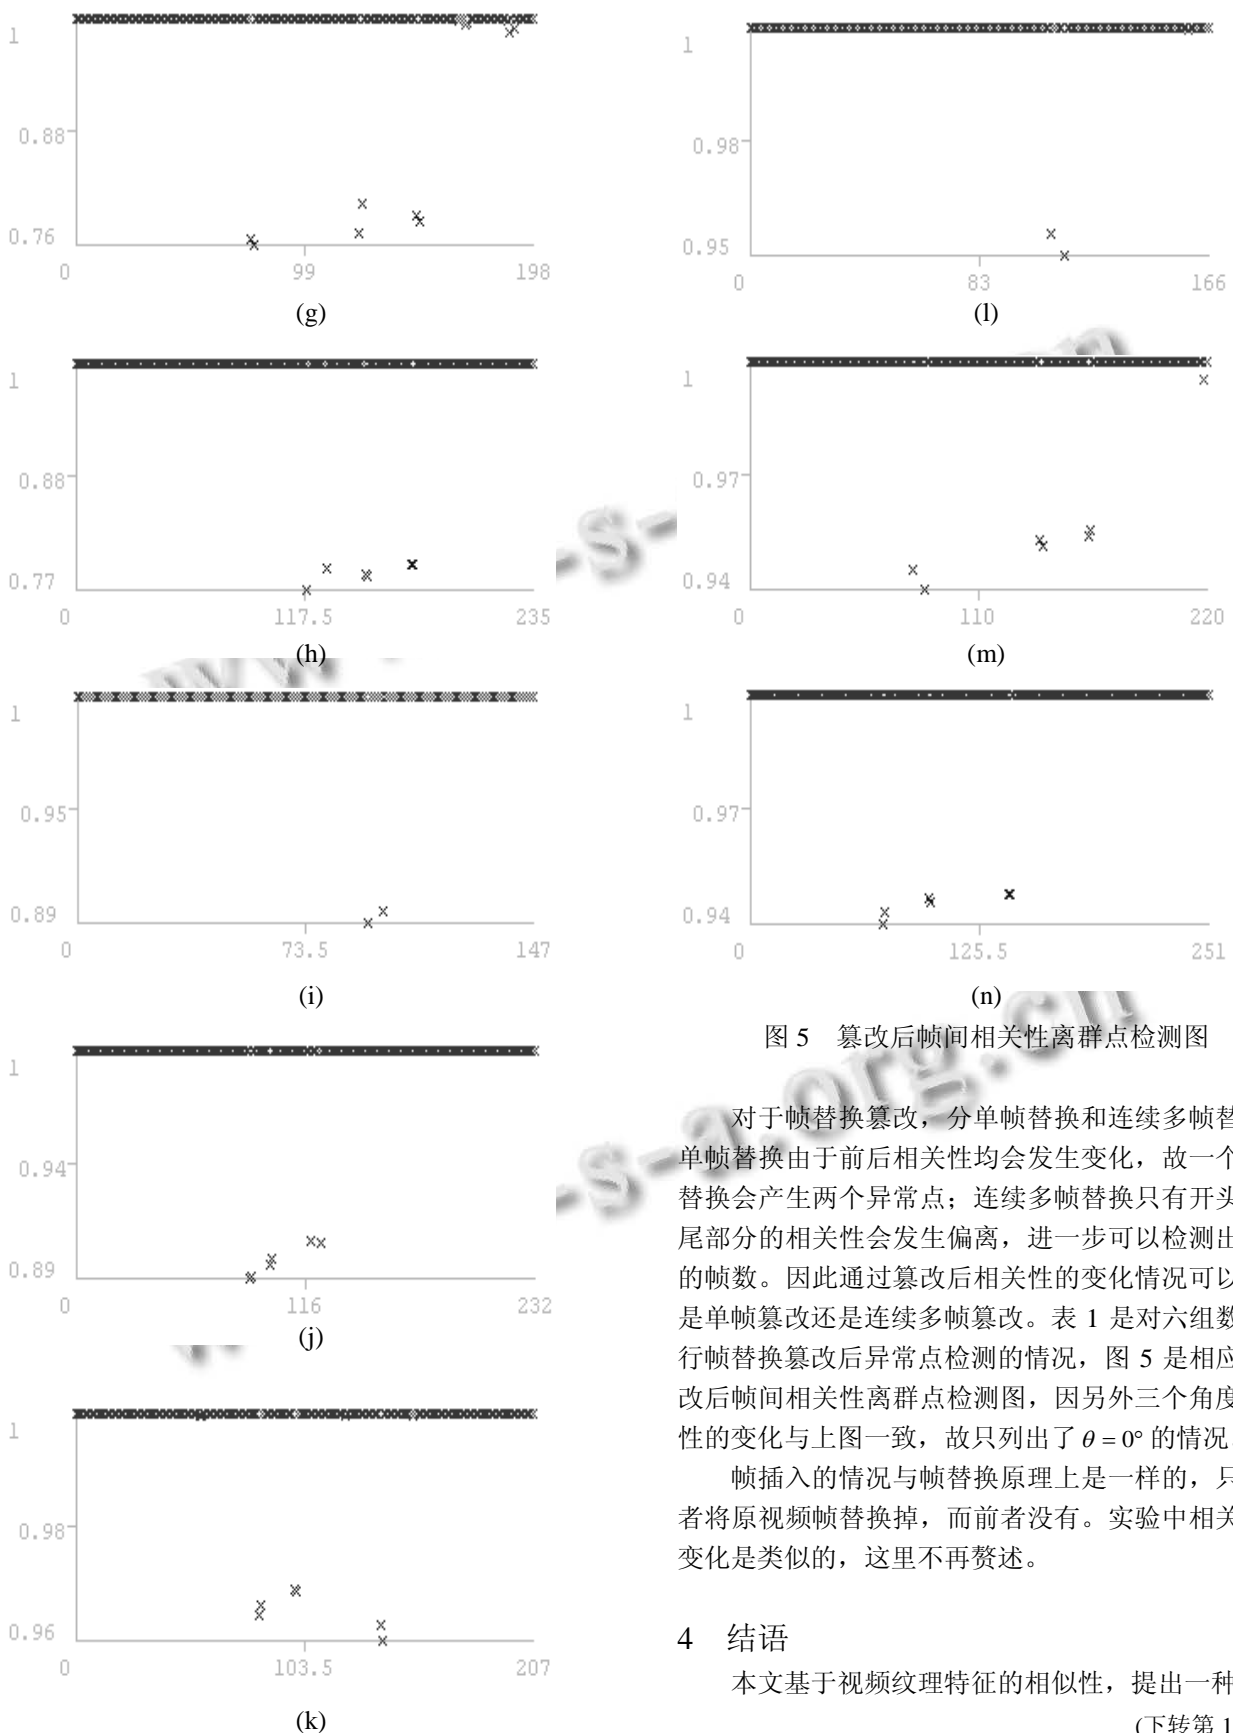 1
0.88
0.76
0
99
198
(g)
1
0.88
0.77
0
117.5
235
(h)
1
0.95
0.89
0
73.5
147
(i)
1
0.94
0.89
0
116
232
(j)
1
0.98
0.96
0
103.5
207
(k)
1
0.98
0.95
0
83
166
(l)
1
0.97
0.94
0
110
220
(m)
1
0.97
0.94
0
125.5
251
(n)
图 5 篡改后帧间相关性离群点检测图
对于帧替换篡改，分单帧替换和连续多帧替
单帧替换由于前后相关性均会发生变化，故一个
替换会产生两个异常点；连续多帧替换只有开头
尾部分的相关性会发生偏离，进一步可以检测出
的帧数。因此通过篡改后相关性的变化情况可以
是单帧篡改还是连续多帧篡改。表 1 是对六组数
行帧替换篡改后异常点检测的情况，图 5 是相应
改后帧间相关性离群点检测图，因另外三个角度
性的变化与上图一致，故只列出了 θ = 0° 的情况
帧插入的情况与帧替换原理上是一样的，只
者将原视频帧替换掉，而前者没有。实验中相关
变化是类似的，这里不再赘述。
4 结语
本文基于视频纹理特征的相似性，提出一种
(下转第 1